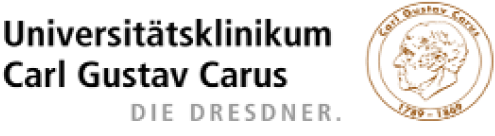 Universitätsklinikum
Carl Gustav Carus
DIE DRESDNER.
Carl Gustav Carus
1789 - 1869